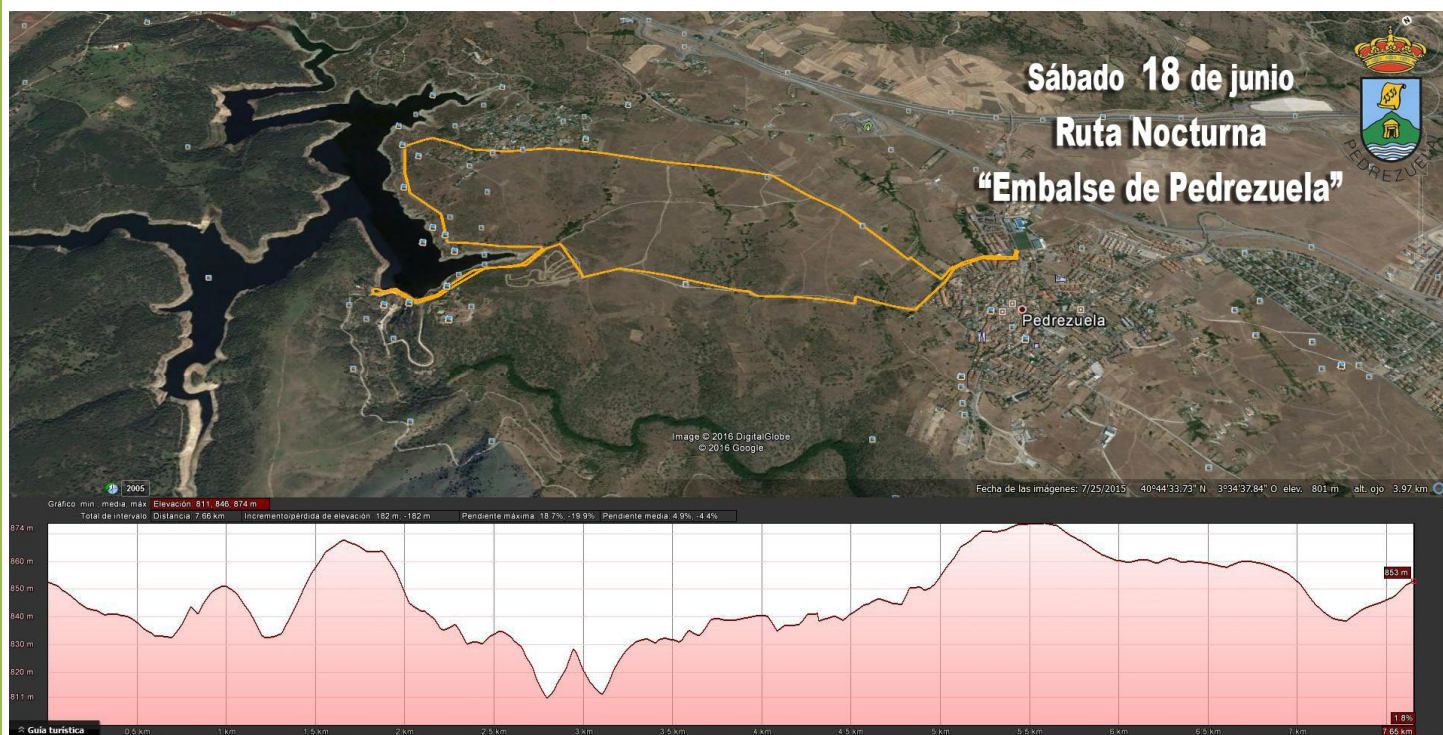 N
Sábado 18 de junio
Ruta Nocturna
“Embalse de Pedrezuela”
PEDREZUELA
Pedrezuela
Image © 2016 DigitalGlobe
© 2016 Google
2005
Fecha de las imágenes: 7/25/2015 40º44'33.73" N 3º34'37.84" O elev. 801 m alt. ojo 3.97 km
Gráfico: mín., media, máx. Elevación: 811, 846, 874 m
Total de intervalo: Distancia: 7.66 km Incremento/pérdida de elevación: 182 m, -182 m Pendiente máxima: 18.7%, -19.9% Pendiente media: 4.9%, -4.4%
874 m
860 m
850 m
840 m
830 m
820 m
811 m
853 m
1.8%
Guía turística
0.5 km 1 km 1.5 km 2 km 2.5 km 3 km 3.5 km 4 km 4.5 km 5 km 5.5 km 6 km 6.5 km 7 km 7.65 km